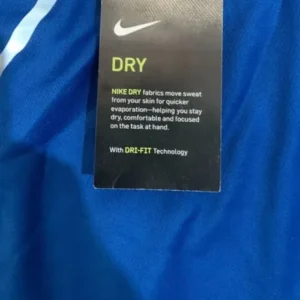 DRY
NIKE DRY fabrics move sweat
from your skin for quicker
evaporation—helping you stay
dry, comfortable and focused
on the task at hand.
With DRI-FIT Technology